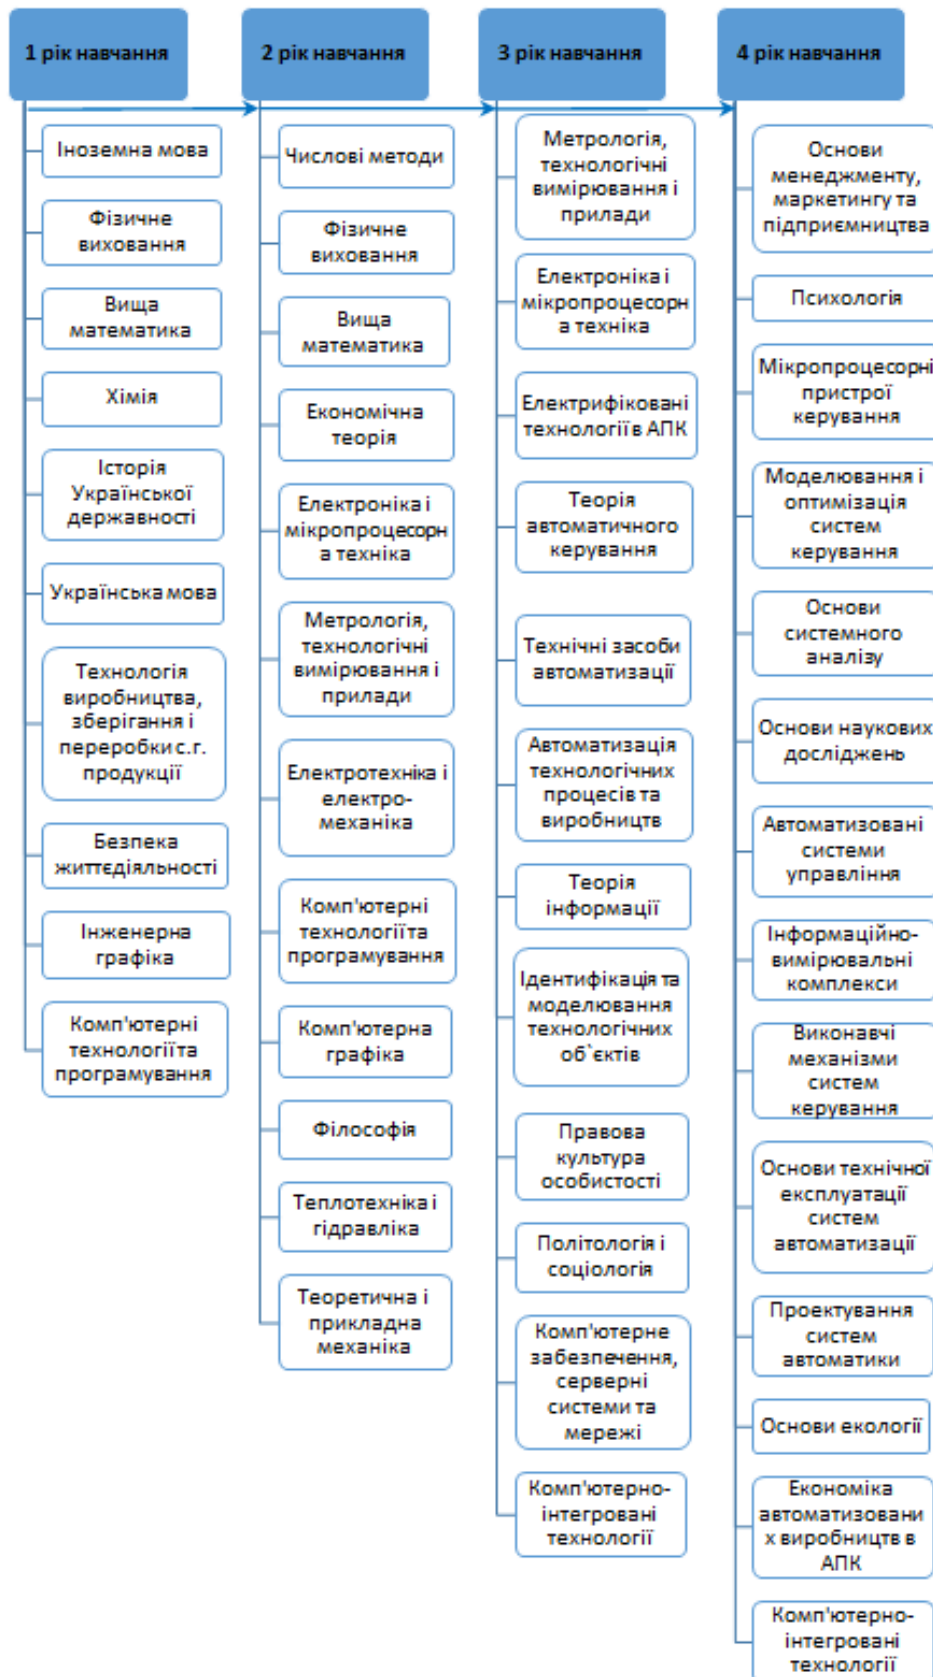 1 рік навчання
Іноземна мова
Фізичне
виховання
Вища
математика
Хімія
Історія
Української
державності
Українська мова
Технологія
виробництва,
зберігання і
переробки с.г.
продукції
Безпека
життєдіяльності
Інженерна
графіка
Комп'ютерні
технології та
програмування
2 рік навчання
Числові методи
Фізичне
виховання
Вища
математика
Економічна
теорія
Електроніка і
мікропроцесорн
а техніка
Метрологія,
технологічні
вимірювання і
прилади
Електротехніка і
електро-
механіка
Комп'ютерні
технології та
програмування
Комп'ютерна
графіка
Філософія
Теплотехніка і
гідравліка
Теоретична і
прикладна
механіка
3 рік навчання
Метрологія,
технологічні
вимірювання і
прилади
Електроніка і
мікропроцесорн
а техніка
Електрифіковані
технології в АПК
Теорія
автоматичного
керування
Технічні засоби
автоматизації
Автоматизація
технологічних
процесів та
виробництв
Теорія
інформації
Ідентифікація та
моделювання
технологічних
об`єктів
Правова
культура
особистості
Політологія і
соціологія
Комп'ютерне
забезпечення,
серверні
системи та
мережі
Комп'ютерно-
інтегровані
технології
4 рік навчання
Основи
менеджменту,
маркетингу та
підприємництва
Психологія
Мікропроцесорні
пристрої
керування
Моделювання і
оптимізація
систем
керування
Основи
системного
аналізу
Основи наукових
досліджень
Автоматизовані
системи
управління
Інформаційно-
вимірювальні
комплекси
Виконавчі
механізми
систем
керування
Основи технічної
експлуатації
систем
автоматизації
Проектування
систем
автоматики
Основи екології
Економіка
автоматизовани
х виробництв в
АПК
Комп'ютерно-
інтегровані
технології